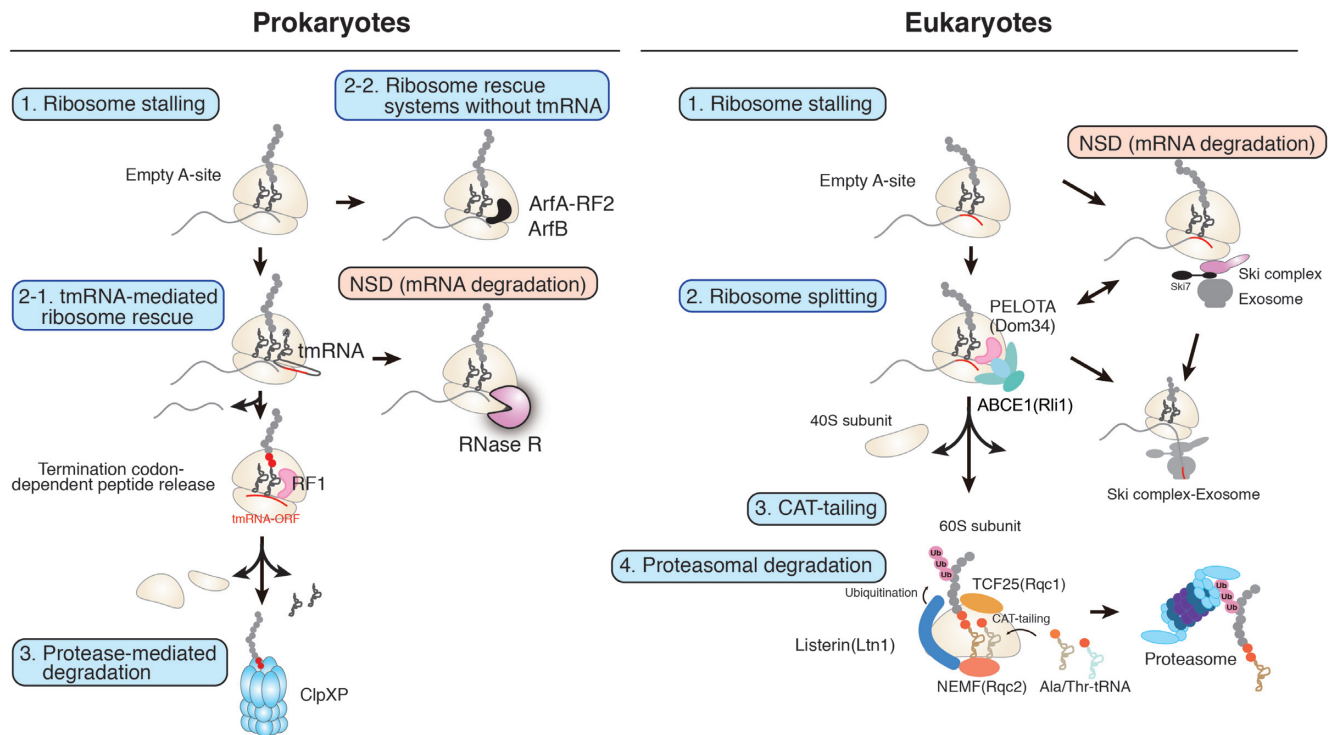 Prokaryotes
1. Ribosome stalling
2-2. Ribosome rescue
systems without tmRNA
Empty A-site
ArfA-RF2
ArfB
2-1. tmRNA-mediated
ribosome rescue
NSD (mRNA degradation)
A
tmRNA
RNase R
Termination codon-
dependent peptide release
RF1
tmRNA-ORF
3. Protease-mediated
degradation
ClpXP
Eukaryotes
1. Ribosome stalling
NSD (mRNA degradation)
Empty A-site
Ski complex
Ski7
Exosome
2. Ribosome splitting
PELOTA
(Dom34)
ABCE1(Rli1)
40S subunit
Ski complex-Exosome
3. CAT-tailing
60S subunit
4. Proteasomal degradation
Ub
Ub
Ub
TCF25(Rqc1)
Ubiquitination
CAT-tailing
Listerin(Ltn1)
NEMF(Rqc2)
Ala/Thr-tRNA
Ub
Ub
Ub
Proteasome